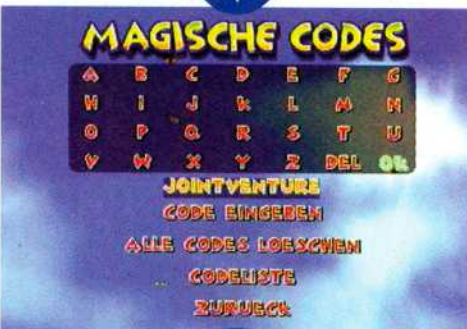 MAGISCHE CODES
A B C D E F G
H I J K L M N
O P Q R S T U
V W X Y Z DEL OK
JOINTVENTURE
CODE EINGEBEN
ALLE CODES LOESCHEN
CODELISTE
ZURUECK